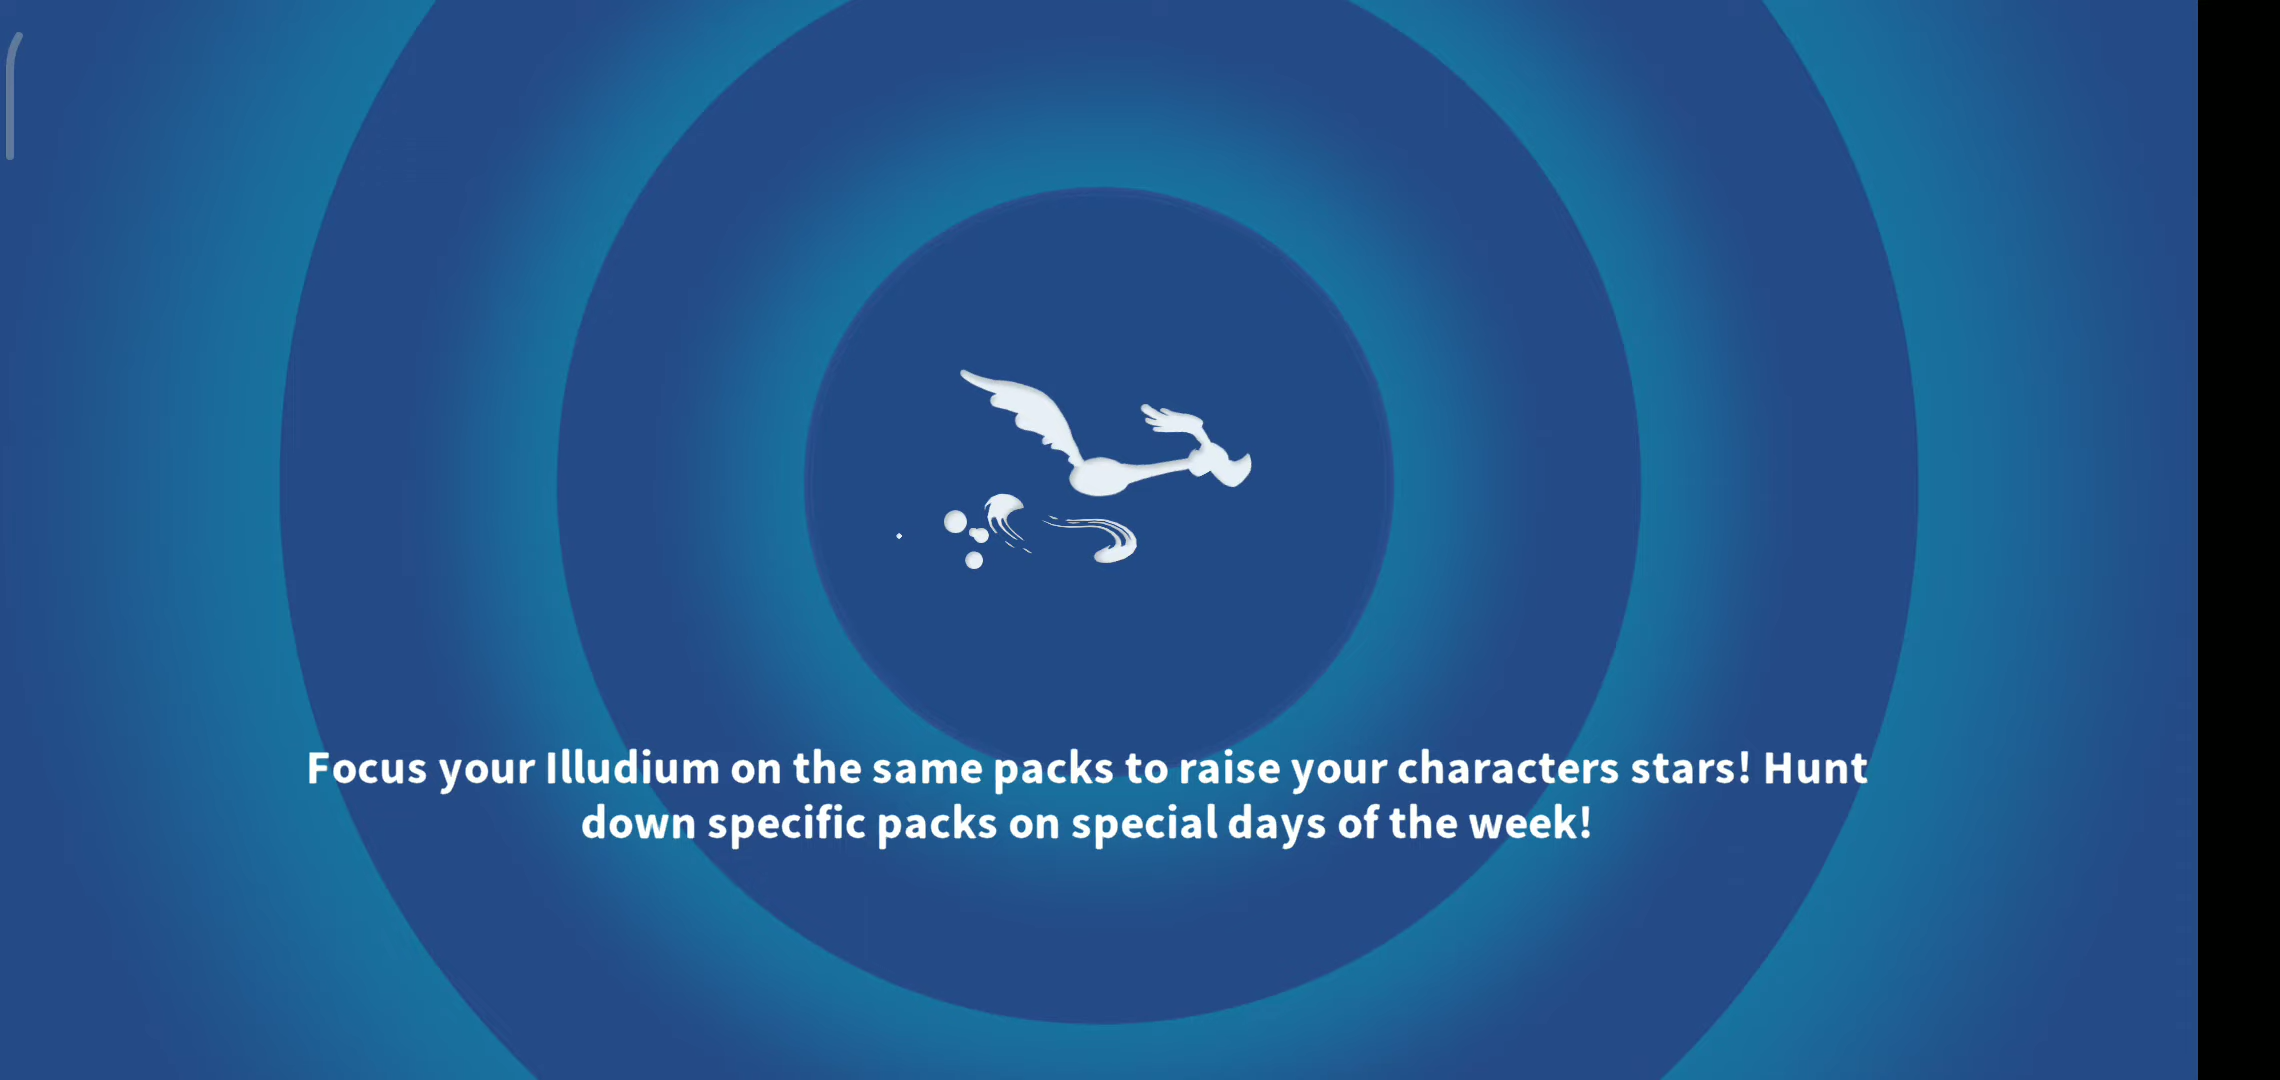 Focus your Illudium on the same packs to raise your characters stars! Hunt
down specific packs on special days of the week!